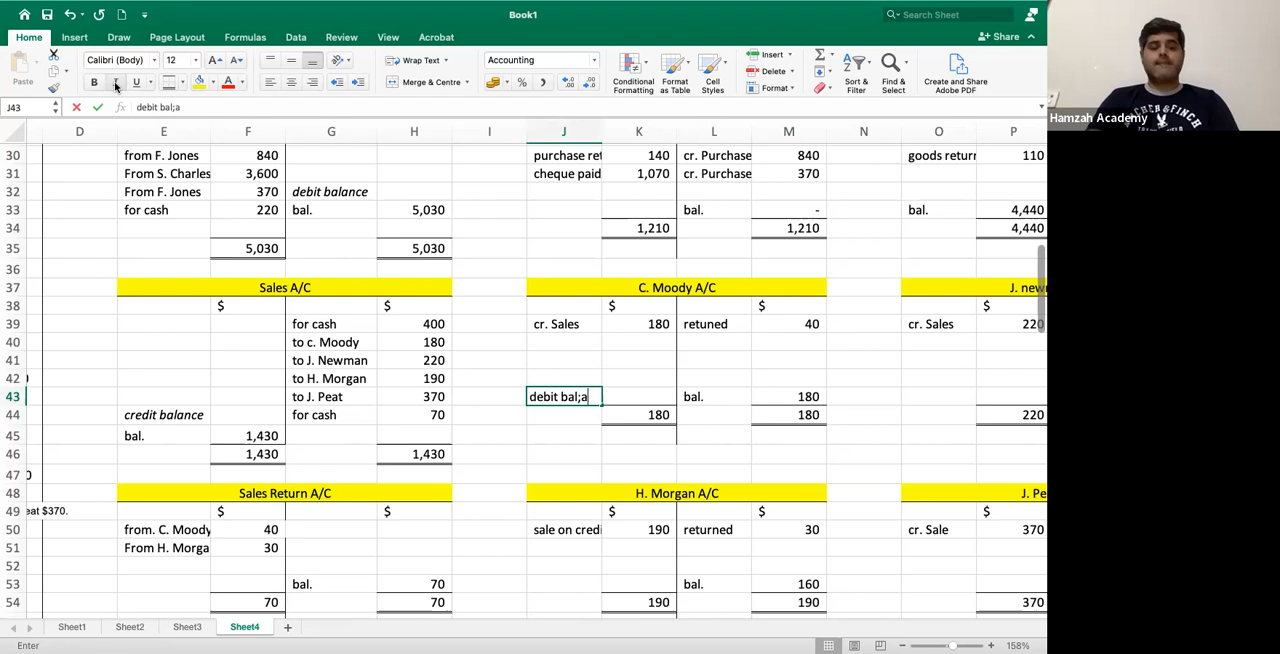 Book1
Search Sheet
Home Insert Draw Page Layout Formulas Data Review View Acrobat
Share
Paste
Calibri (Body) 12 A A
B U A
Wrap Text
Merge & Centre
Accounting
% ,
Conditional Formatting
Format as Table
Cell Styles
Insert
Delete
Format
Sort & Filter
Find & Select
Create and Share Adobe PDF
Hamzah Academy
J43 fx debit bal;a
D E F G H I J K L M N O P
30 from F. Jones 840 purchase ret 140 cr. Purchase 840 goods return 110
31 From S. Charles 3,600 cheque paid 1,070 cr. Purchase 370
32 From F. Jones 370 debit balance
33 for cash 220 bal. 5,030 bal. - bal. 4,440
34 1,210 1,210 4,440
35 5,030 5,030
36
37 Sales A/C C. Moody A/C J. new
38 $ $ $ $ $
39 for cash 400 cr. Sales 180 retuned 40 cr. Sales 220
40 to c. Moody 180
41 to J. Newman 220
42 to H. Morgan 190
43 to J. Peat 370 debit bal;a bal. 180
44 credit balance for cash 70 180 180 220
45 bal. 1,430
46 1,430 1,430
47 0
48 Sales Return A/C H. Morgan A/C J. Pe
49 eat $370. $ $ $ $ $
50 from. C. Moody 40 sale on credi 190 returned 30 cr. Sale 370
51 From H. Morga 30
52
53 bal. 70 bal. 160
54 70 70 190 190 370
Sheet1 Sheet2 Sheet3 Sheet4 +
Enter 158%